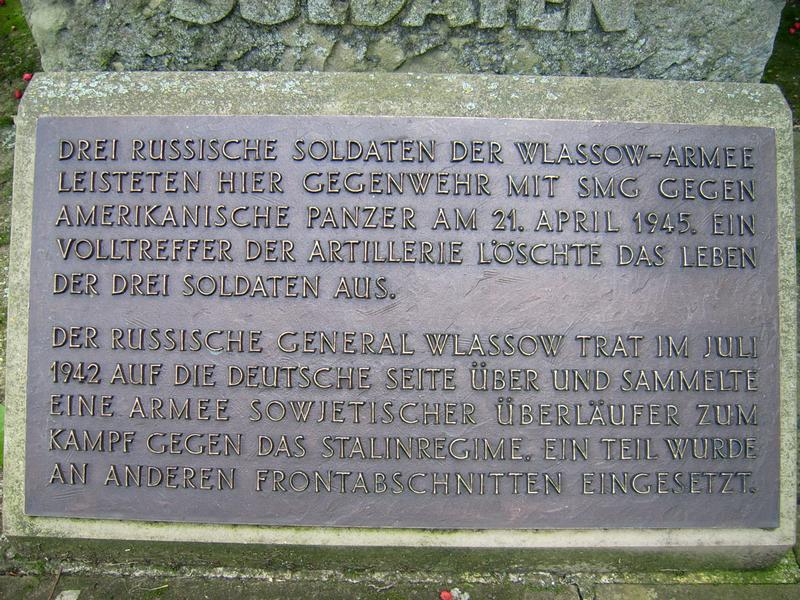 SOLDATEN
DREI RUSSISCHE SOLDATEN DER WLASSOW-ARMEE
LEISTETEN HIER GEGENWEHR MIT SMG GEGEN
AMERIKANISCHE PANZER AM 21. APRIL 1945. EIN
VOLLTREFFER DER ARTILLERIE LÖSCHTE DAS LEBEN
DER DREI SOLDATEN AUS.
DER RUSSISCHE GENERAL WLASSOW TRAT IM JULI
1942 AUF DIE DEUTSCHE SEITE ÜBER UND SAMMELTE
EINE ARMEE SOWJETISCHER ÜBERLÄUFER ZUM
KAMPF GEGEN DAS STALINREGIME. EIN TEIL WURDE
AN ANDEREN FRONTABSCHNITTEN EINGESETZT.